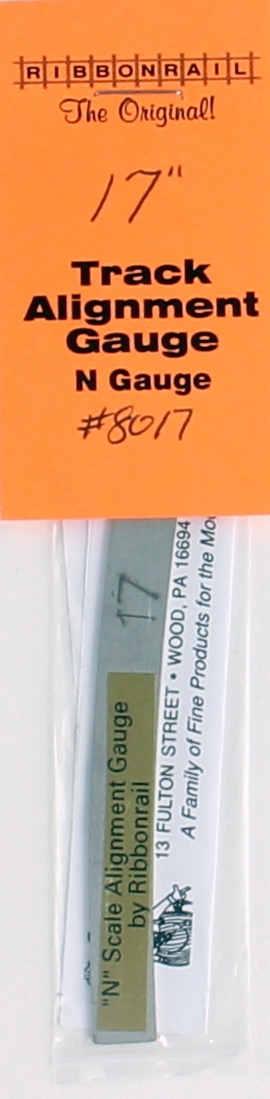 RIBBONRAIL
The Original!
17"
Track
Alignment
Gauge
N Gauge
#8017
17
"N" Scale Alignment Gauge
by Ribbonrail
13 FULTON STREET • WOOD, PA 16694
A Family of Fine Products for the